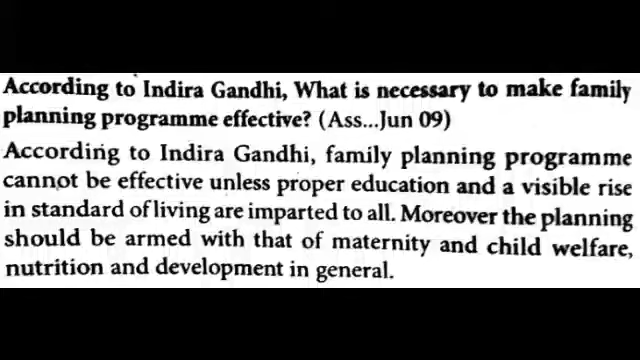 According to Indira Gandhi, What is necessary to make family
planning programme effective? (Ass...Jun 09)
According to Indira Gandhi, family planning programme
cannot be effective unless proper education and a visible rise
in standard of living are imparted to all. Moreover the planning
should be armed with that of maternity and child welfare,
nutrition and development in general.